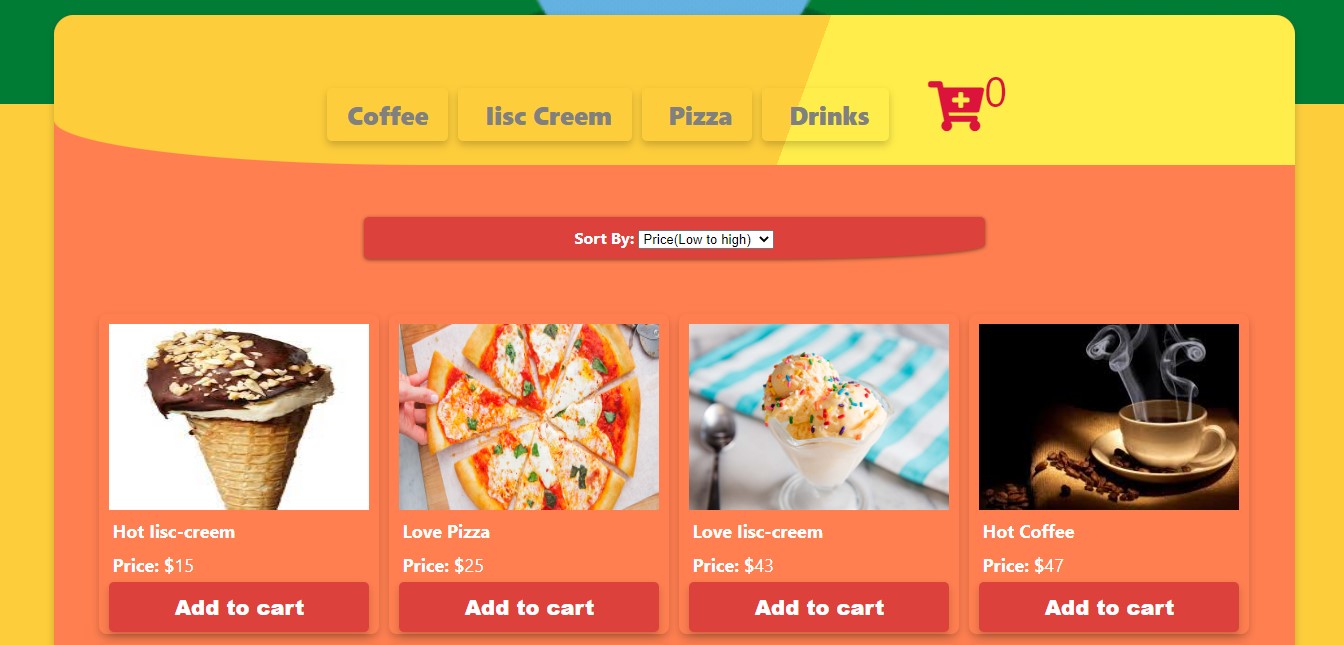 Coffee Iisc Creem Pizza Drinks 0
Sort By: Price(Low to high)
Hot Iisc-creem Love Pizza Love Iisc-creem Hot Coffee
Price: $15 Price: $25 Price: $43 Price: $47
Add to cart Add to cart Add to cart Add to cart